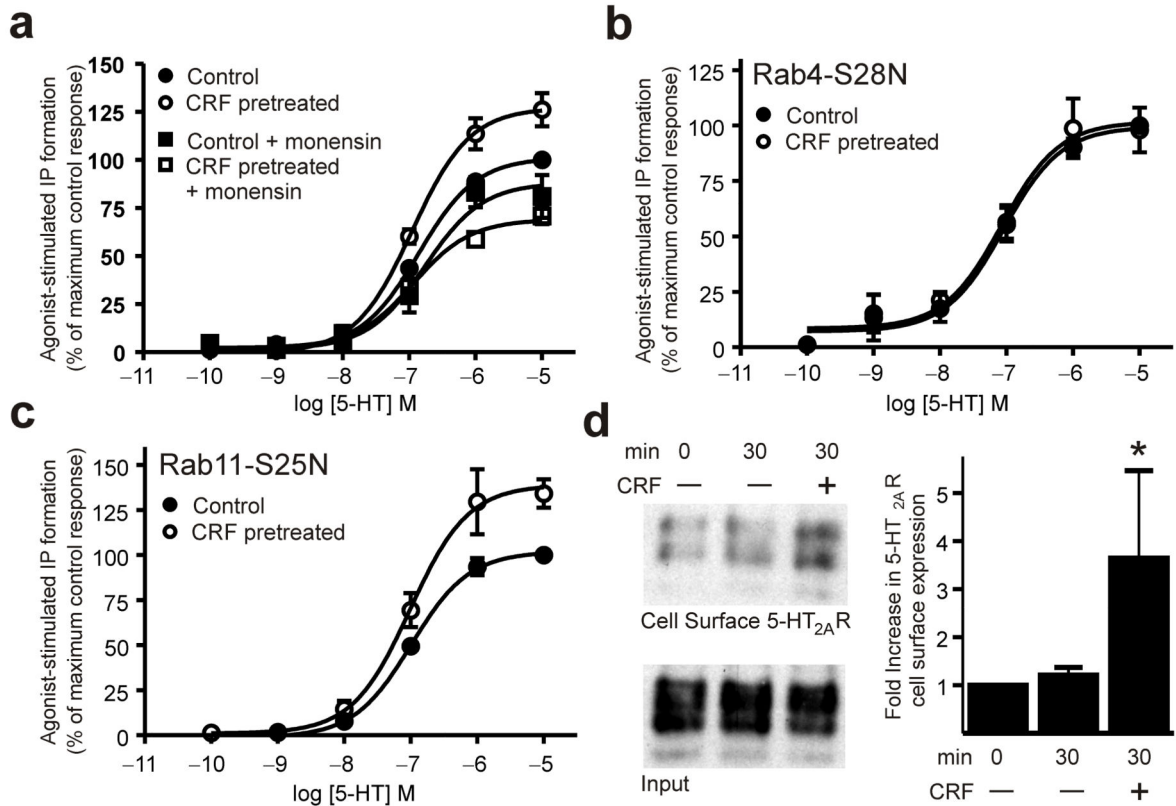 a
Agonist-stimulated IP formation
(% of maximum control response)
150
125
100
75
50
25
0
Control
CRF pretreated
Control + monensin
CRF pretreated
+ monensin
–11 –10 –9 –8 –7 –6 –5
log [5-HT] M
b
Agonist-stimulated IP formation
(% of maximum control response)
125
100
75
50
25
0
Rab4-S28N
Control
CRF pretreated
–11 –10 –9 –8 –7 –6 –5
log [5-HT] M
c
Agonist-stimulated IP formation
(% of maximum control response)
150
125
100
75
50
25
0
Rab11-S25N
Control
CRF pretreated
–11 –10 –9 –8 –7 –6 –5
log [5-HT] M
d
min 0 30 30
CRF — — +
Cell Surface 5-HT2AR
Input
Fold Increase in 5-HT 2A R
cell surface expression
5
4
3
2
1
*
min 0 30 30
CRF — — +